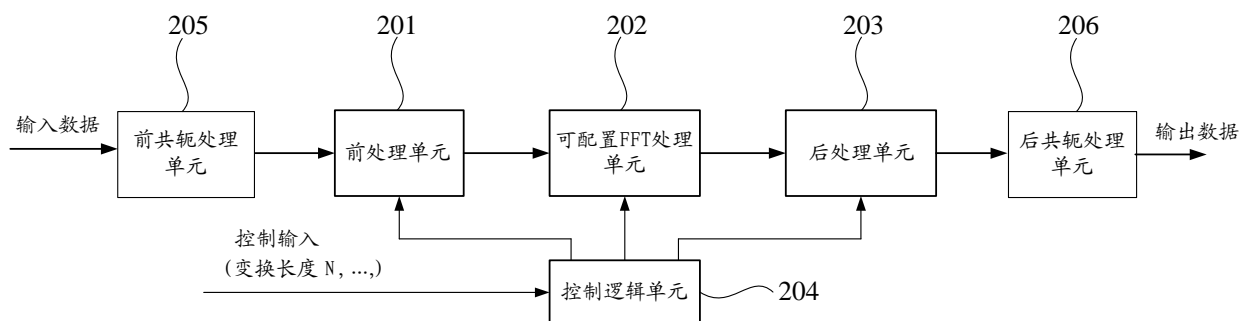 205
201
202
203
206
输入数据
前共轭处理
单元
前处理单元
可配置FFT处理
单元
后处理单元
后共轭处理
单元
输出数据
控制输入
(变换长度 N, ...,)
控制逻辑单元
204